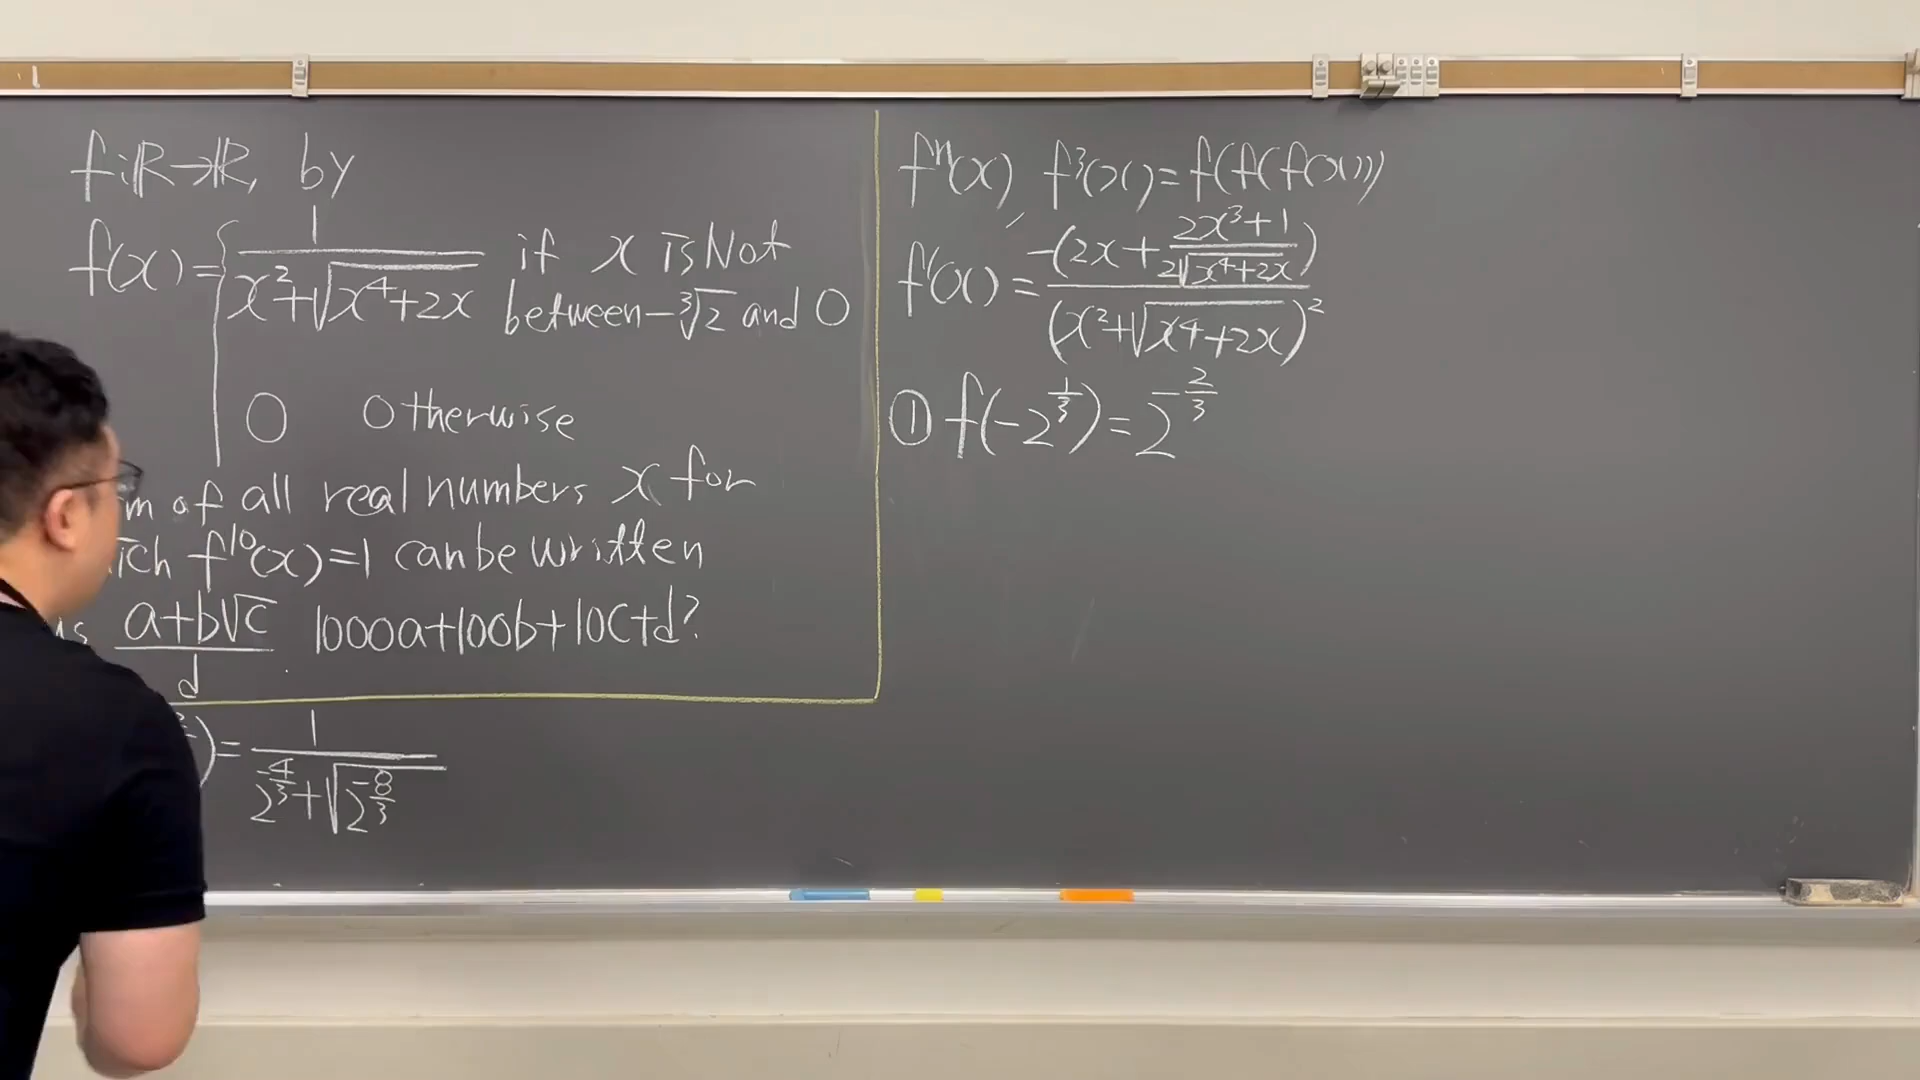 f:ℝ→ℝ, by
f(x)={ 1/(x²+√(x⁴+2x)) if x is Not
between -∛2 and 0
0 Otherwise
m of all real numbers x for
ich f¹⁰(x)=1 can be written
as (a+b√c)/d. 1000a+100b+10c+d?
)= 1/(2^(-4/3)+√(2^(-8/3)
fⁿ(x), f³(x)=f(f(f(x)))
f'(x)= -(2x+(2x³+1)/(2√(x⁴+2x)))/(x²+√(x⁴+2x))²
① f(-2^(1/3))=2^(-2/3)